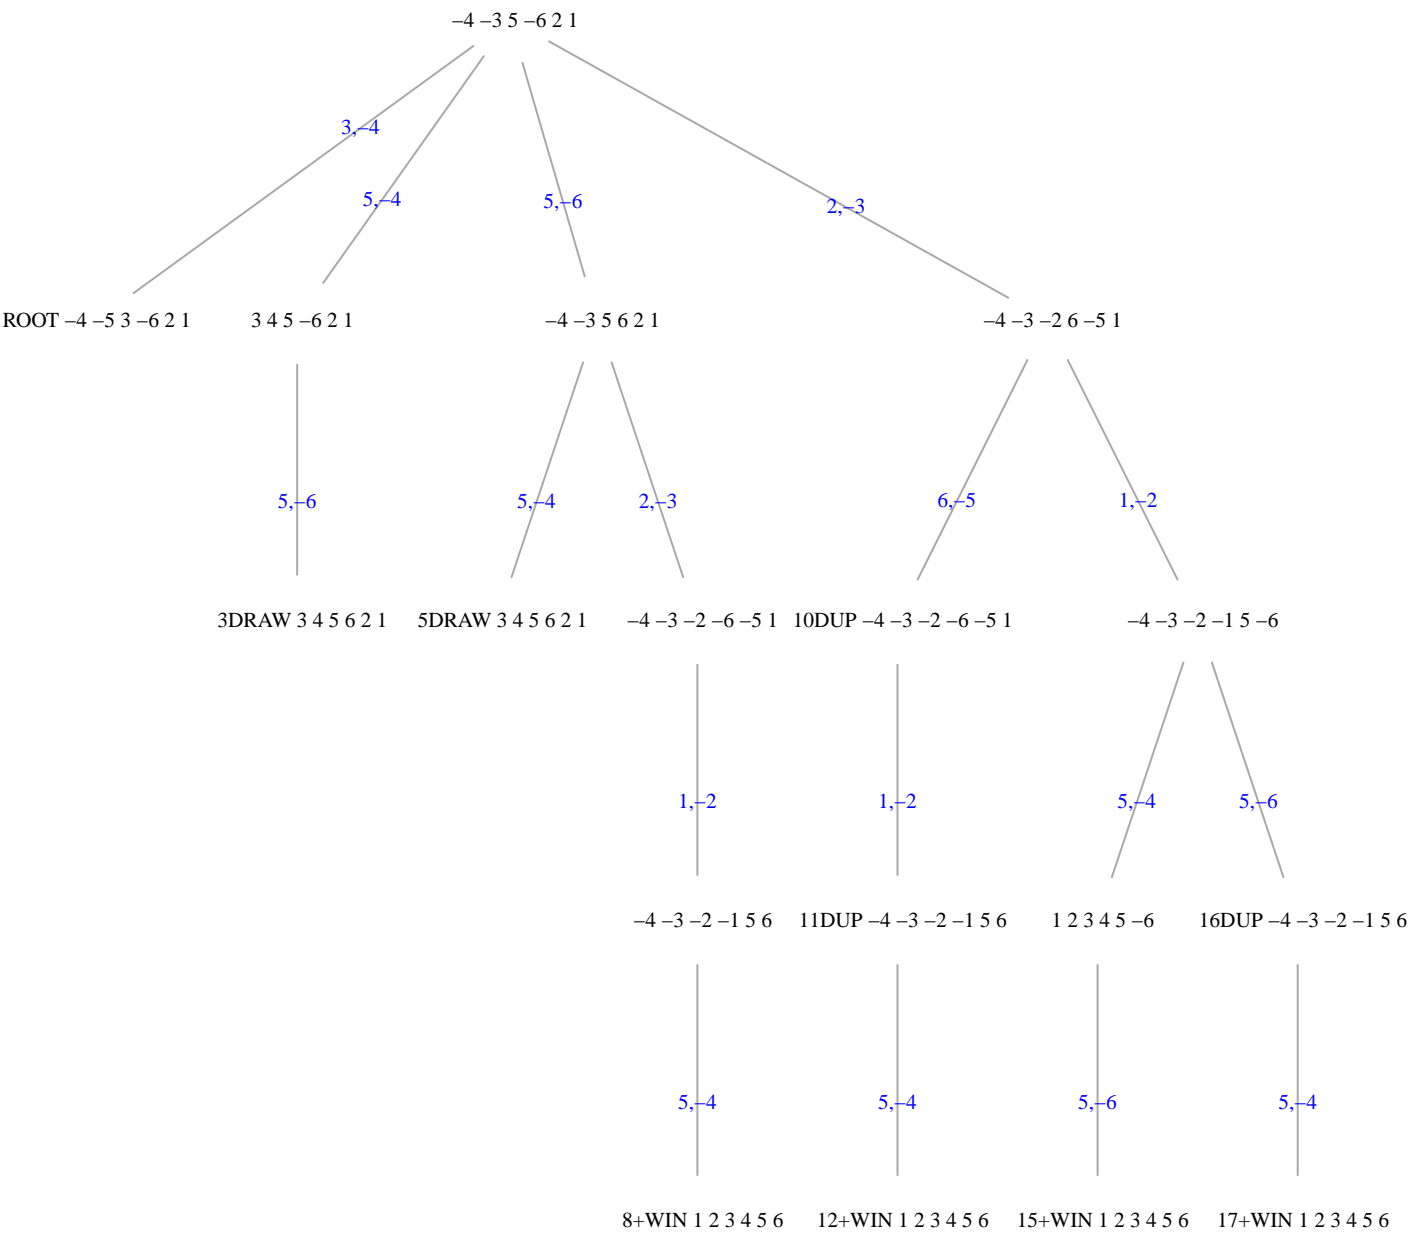 −4 −3 5 −6 2 1
3,−4
5,−4
5,−6
2,−3
ROOT −4 −5 3 −6 2 1
3 4 5 −6 2 1
−4 −3 5 6 2 1
−4 −3 −2 6 −5 1
5,−6
5,−4
2,−3
6,−5
1,−2
3DRAW 3 4 5 6 2 1
5DRAW 3 4 5 6 2 1
−4 −3 −2 −6 −5 1
10DUP −4 −3 −2 −6 −5 1
−4 −3 −2 −1 5 −6
1,−2
1,−2
5,−4
5,−6
−4 −3 −2 −1 5 6
11DUP −4 −3 −2 −1 5 6
1 2 3 4 5 −6
16DUP −4 −3 −2 −1 5 6
5,−4
5,−4
5,−6
5,−4
8+WIN 1 2 3 4 5 6
12+WIN 1 2 3 4 5 6
15+WIN 1 2 3 4 5 6
17+WIN 1 2 3 4 5 6